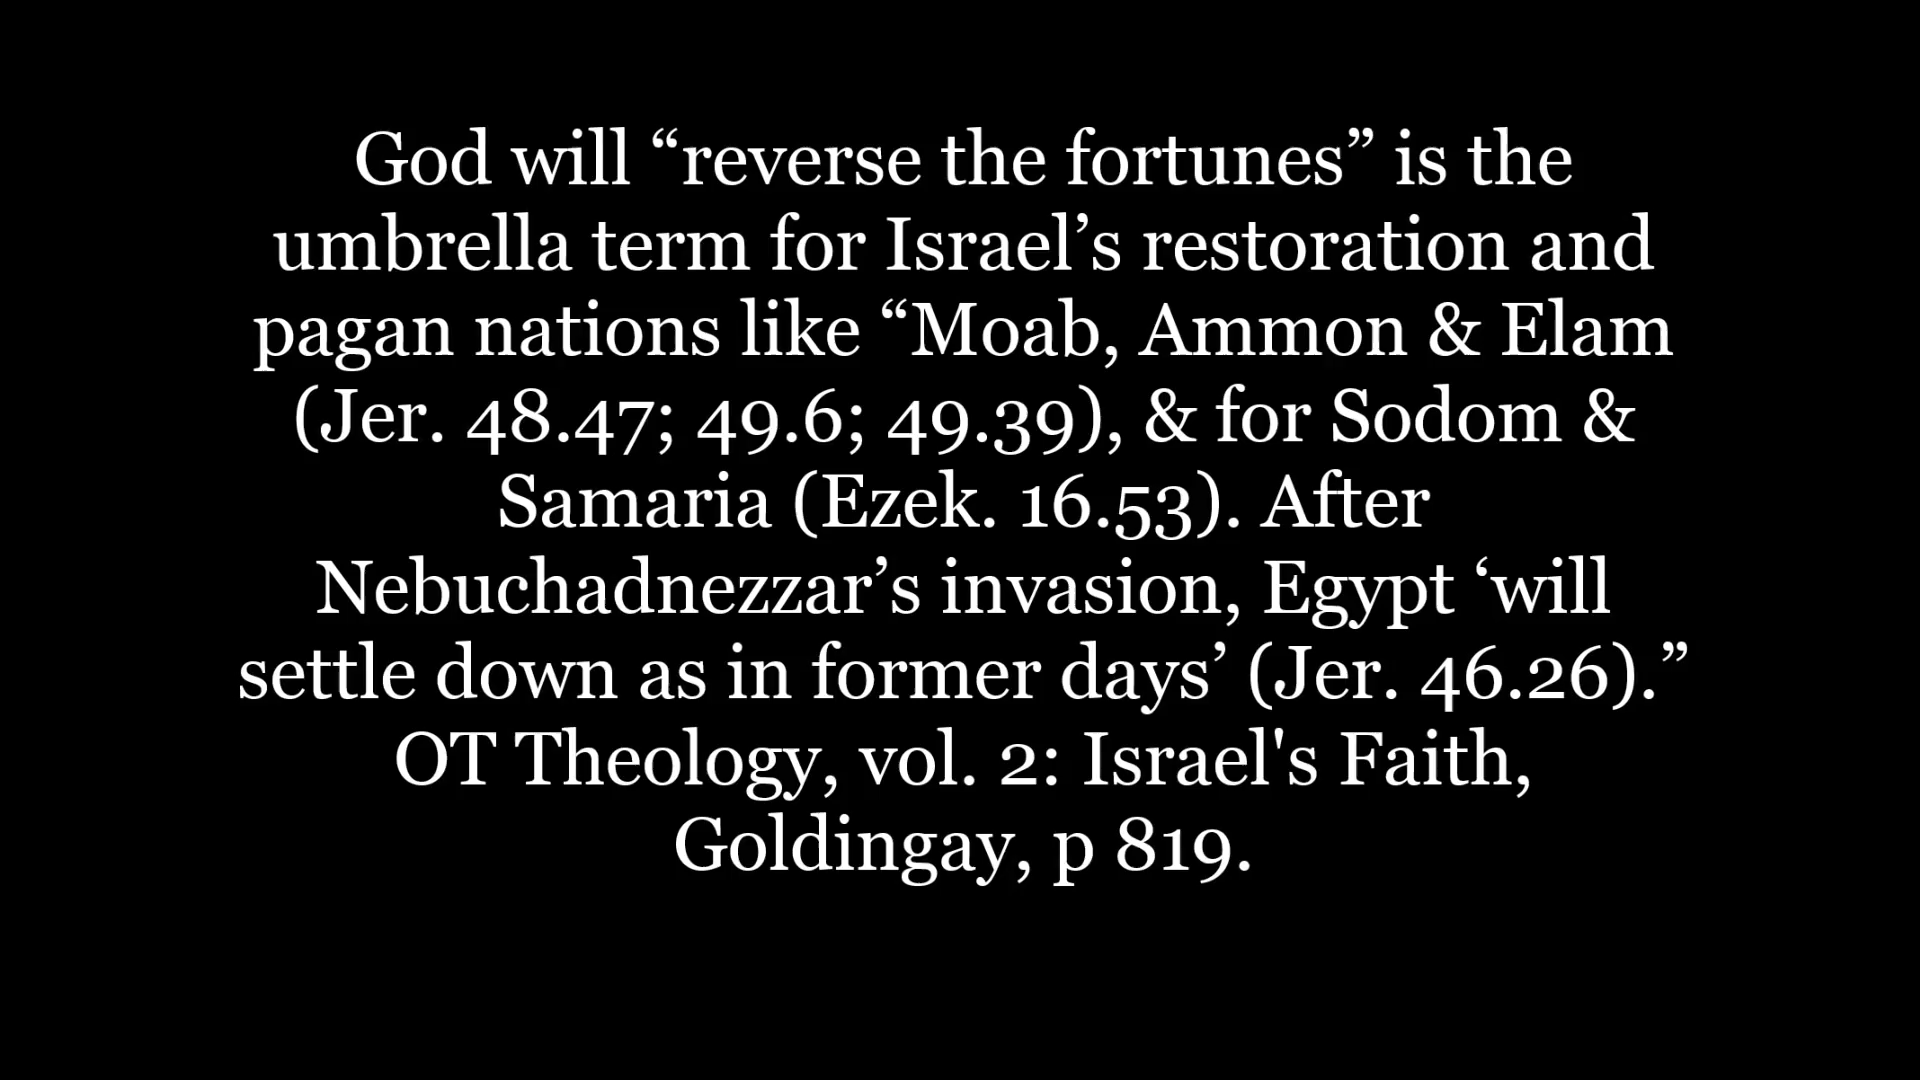 God will “reverse the fortunes” is the
umbrella term for Israel’s restoration and
pagan nations like “Moab, Ammon & Elam
(Jer. 48.47; 49.6; 49.39), & for Sodom &
Samaria (Ezek. 16.53). After
Nebuchadnezzar’s invasion, Egypt ‘will
settle down as in former days’ (Jer. 46.26).”
OT Theology, vol. 2: Israel's Faith,
Goldingay, p 819.